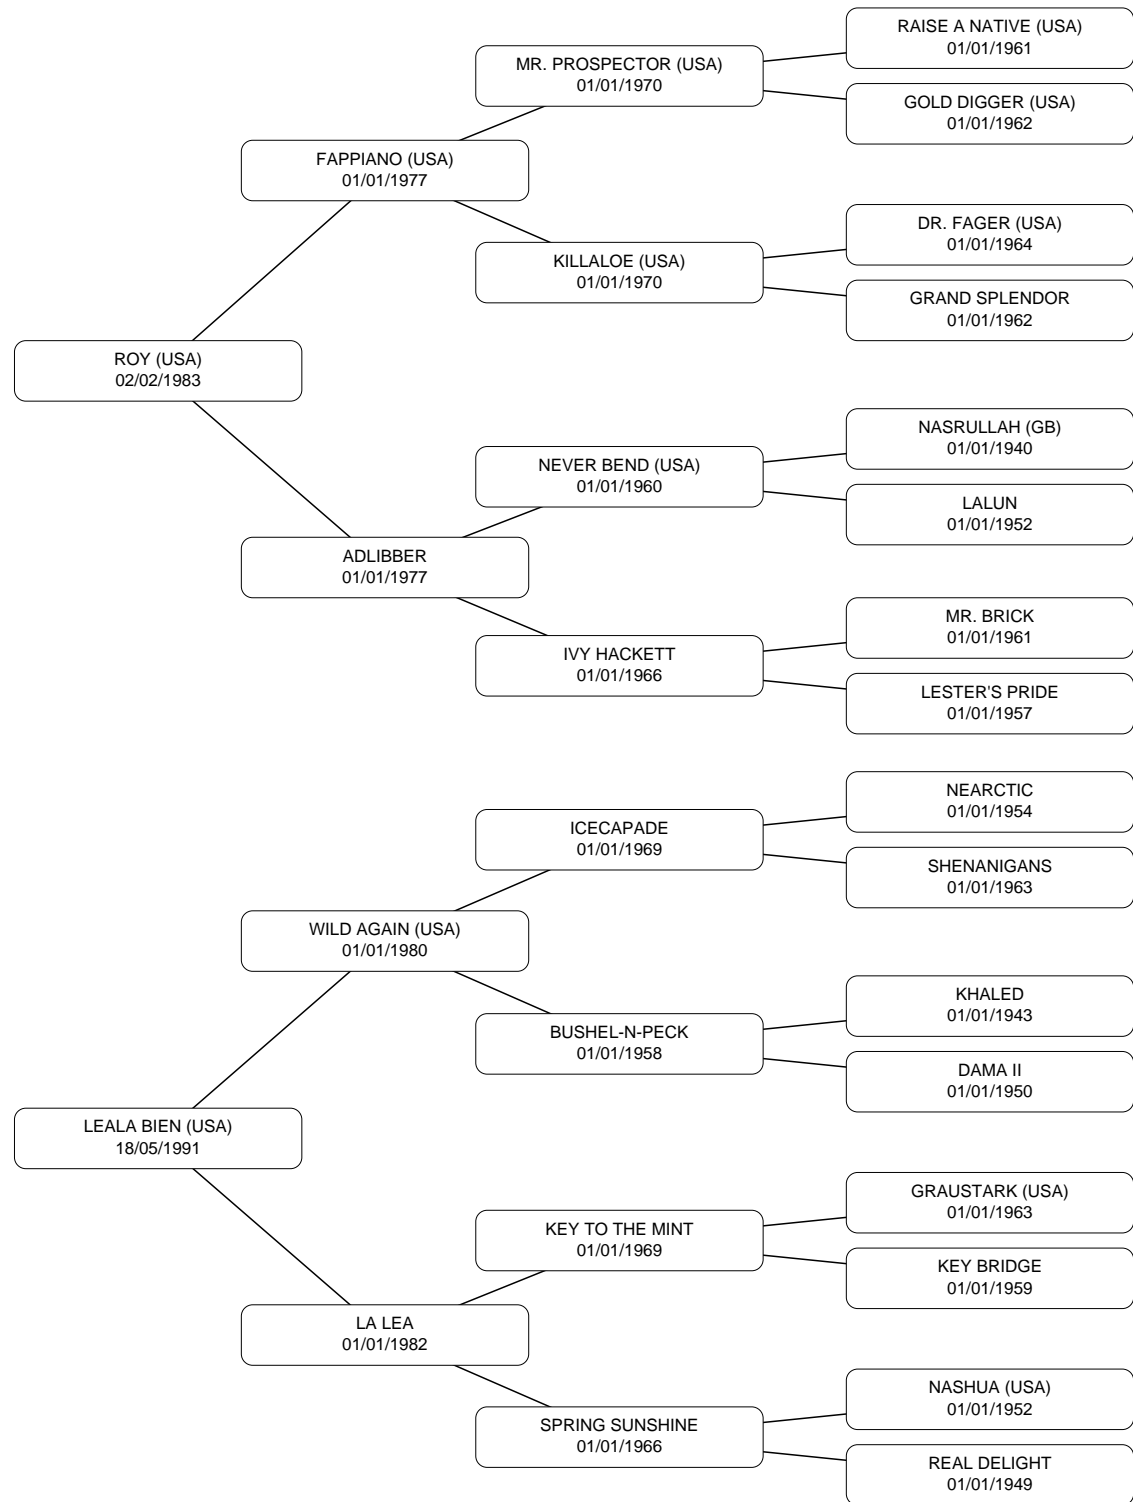 RAISE A NATIVE (USA)
01/01/1961
MR. PROSPECTOR (USA)
01/01/1970
GOLD DIGGER (USA)
01/01/1962
FAPPIANO (USA)
01/01/1977
DR. FAGER (USA)
01/01/1964
KILLALOE (USA)
01/01/1970
GRAND SPLENDOR
01/01/1962
ROY (USA)
02/02/1983
NASRULLAH (GB)
01/01/1940
NEVER BEND (USA)
01/01/1960
LALUN
01/01/1952
ADLIBBER
01/01/1977
MR. BRICK
01/01/1961
IVY HACKETT
01/01/1966
LESTER'S PRIDE
01/01/1957
NEARCTIC
01/01/1954
ICECAPADE
01/01/1969
SHENANIGANS
01/01/1963
WILD AGAIN (USA)
01/01/1980
KHALED
01/01/1943
BUSHEL-N-PECK
01/01/1958
DAMA II
01/01/1950
LEALA BIEN (USA)
18/05/1991
GRAUSTARK (USA)
01/01/1963
KEY TO THE MINT
01/01/1969
KEY BRIDGE
01/01/1959
LA LEA
01/01/1982
NASHUA (USA)
01/01/1952
SPRING SUNSHINE
01/01/1966
REAL DELIGHT
01/01/1949